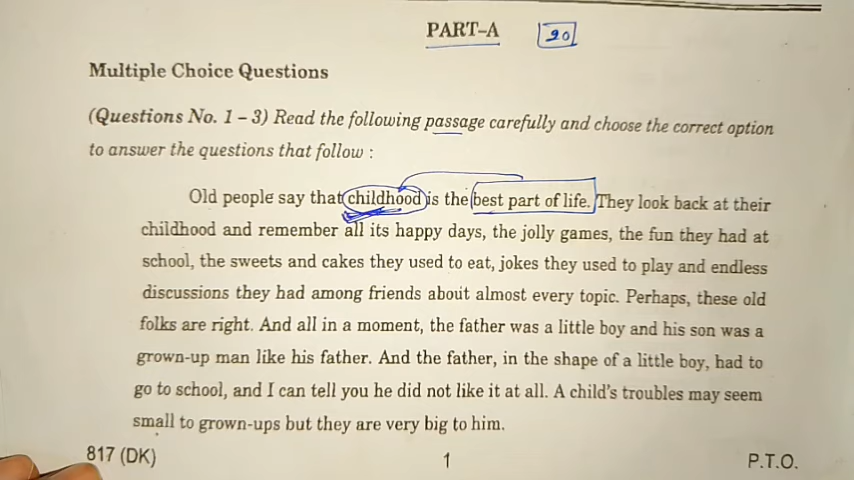 PART–A 20
Multiple Choice Questions
(Questions No. 1 – 3) Read the following passage carefully and choose the correct option
to answer the questions that follow :
Old people say that childhood is the best part of life. They look back at their
childhood and remember all its happy days, the jolly games, the fun they had at
school, the sweets and cakes they used to eat, jokes they used to play and endless
discussions they had among friends about almost every topic. Perhaps, these old
folks are right. And all in a moment, the father was a little boy and his son was a
grown-up man like his father. And the father, in the shape of a little boy, had to
go to school, and I can tell you he did not like it at all. A child's troubles may seem
small to grown-ups but they are very big to him.
817 (DK) 1 P.T.O.